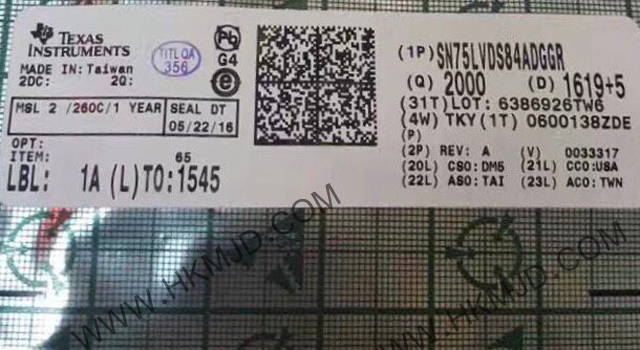 TEXAS
INSTRUMENTS
MADE IN: Taiwan
2DC: 2Q:
TITL QA
356
Pb
G4
e
MSL 2 /260C/1 YEAR
SEAL DT
05/22/16
OPT:
ITEM: 65
LBL: 1A (L)TO:1545
(1P) SN75LVDS84ADGGR
(Q) 2000 (D) 1619+5
(31T)LOT: 6386926TW6
(4W) TKY(1T) 0600138ZDE
(P)
(2P) REV: A (V) 0033317
(20L) CSO:DM5 (21L) CCO:USA
(22L) ASO:TAI (23L) ACO:TWN
WWW.HKMJD.COM
WWW.HKMJD.COM